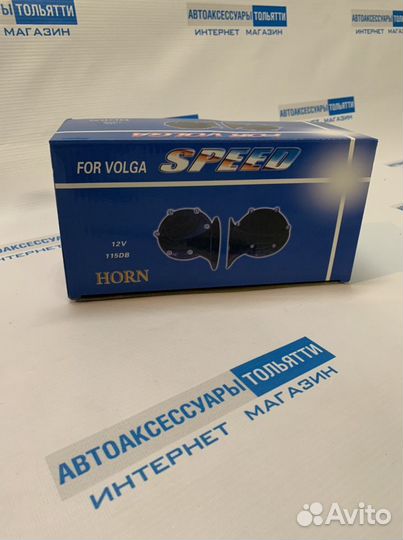 АВТОАКСЕССУАРЫ ТОЛЬЯТТИ
ИНТЕРНЕТ МАГАЗИН
АВТОАКСЕССУАРЫ ТОЛЬЯТТИ
ИНТЕРНЕТ МАГАЗИН
FOR VOLGA SPEED
12V
115DB
HORN
АВТОАКСЕССУАРЫ ТОЛЬЯТТИ
ИНТЕРНЕТ МАГАЗИН
Avito